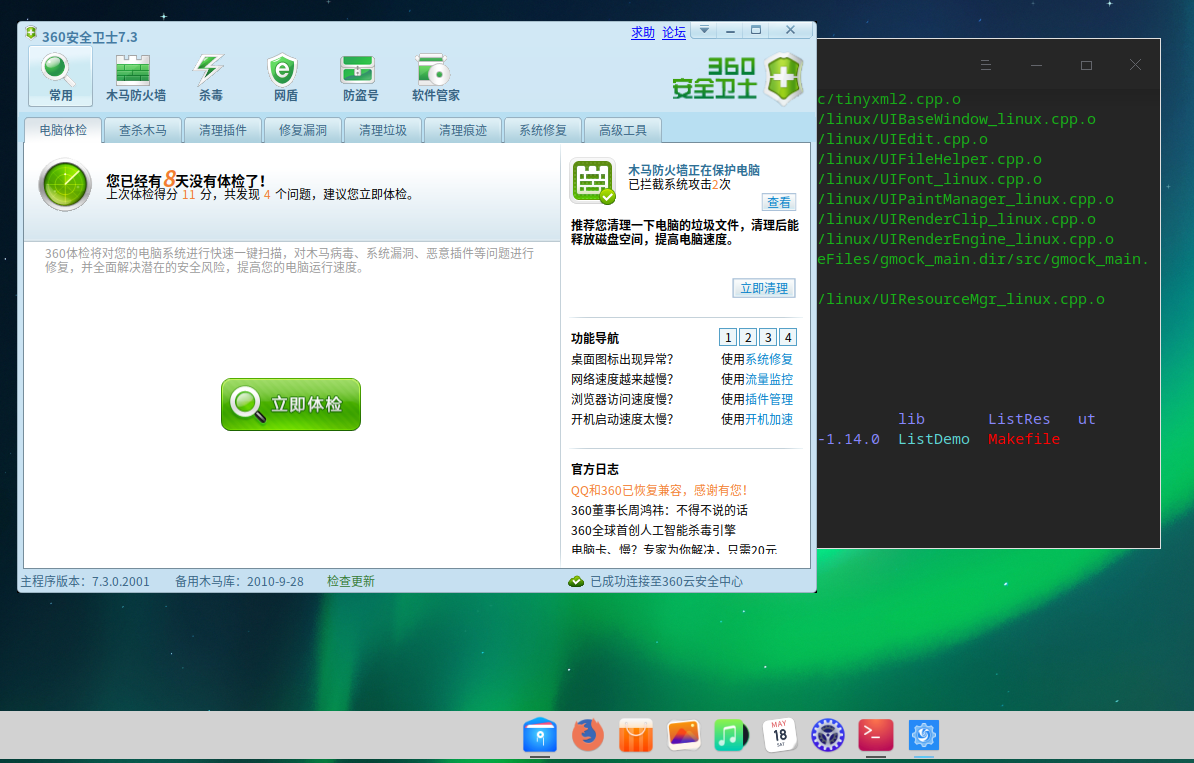 360安全卫士7.3
求助 论坛
常用 木马防火墙 杀毒 网盾 防盗号 软件管家
360
安全卫士
电脑体检 查杀木马 清理插件 修复漏洞 清理垃圾 清理痕迹 系统修复 高级工具
您已经有8天没有体检了!
上次体检得分 11 分，共发现 4 个问题，建议您立即体检。
360体检将对您的电脑系统进行快速一键扫描，对木马病毒、系统漏洞、恶意插件等问题进行
修复，并全面解决潜在的安全风险，提高您的电脑运行速度。
立即体检
木马防火墙正在保护电脑
已拦截系统攻击2次
查看
推荐您清理一下电脑的垃圾文件，清理后能
释放磁盘空间，提高电脑速度。
立即清理
功能导航 1 2 3 4
桌面图标出现异常? 使用系统修复
网络速度越来越慢? 使用流量监控
浏览器访问速度慢? 使用插件管理
开机启动速度太慢? 使用开机加速
官方日志
QQ和360已恢复兼容，感谢有您!
360董事长周鸿祎：不得不说的话
360全球首创人工智能杀毒引擎
电脑卡、慢? 专家为你解决，只需20元
主程序版本：7.3.0.2001 备用木马库：2010-9-28 检查更新 已成功连接至360云安全中心
c/tinyxml2.cpp.o
/linux/UIBaseWindow_linux.cpp.o
/linux/UIEdit.cpp.o
/linux/UIFileHelper.cpp.o
/linux/UIFont_linux.cpp.o
/linux/UIPaintManager_linux.cpp.o
/linux/UIRenderClip_linux.cpp.o
/linux/UIRenderEngine_linux.cpp.o
eFiles/gmock_main.dir/src/gmock_main.
/linux/UIResourceMgr_linux.cpp.o
lib ListRes ut
-1.14.0 ListDemo Makefile
MAY
18
SAT